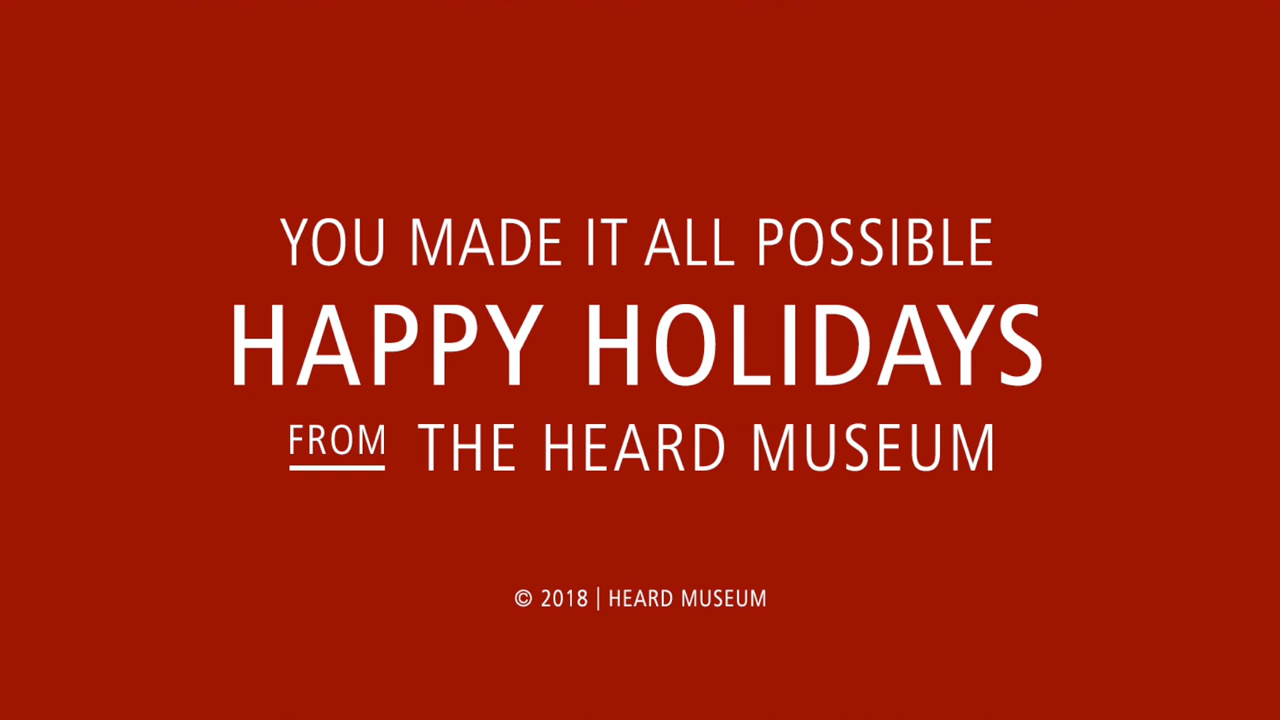 YOU MADE IT ALL POSSIBLE
HAPPY HOLIDAYS
FROM THE HEARD MUSEUM
© 2018 | HEARD MUSEUM